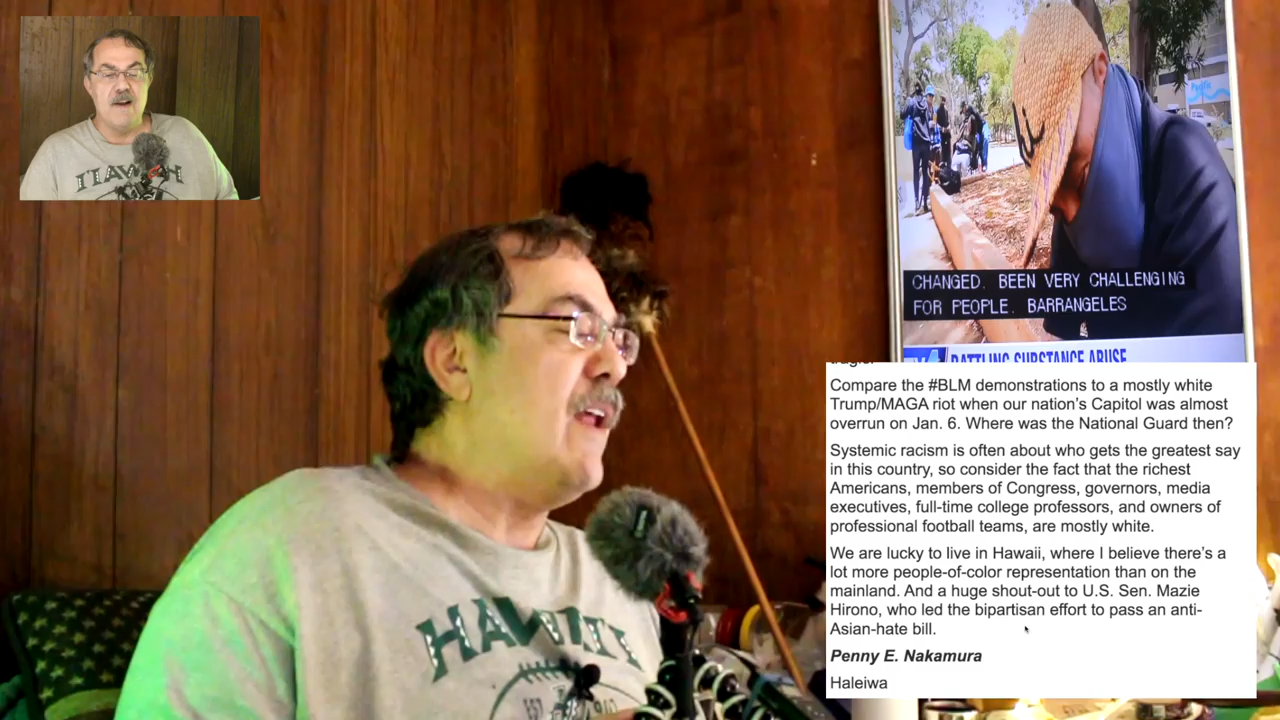 HAWAII
Pacific
HAWAII
CHANGED. BEEN VERY CHALLENGING
FOR PEOPLE. BARRANGELES
BATTLING SUBSTANCE ABUSE
Compare the #BLM demonstrations to a mostly white
Trump/MAGA riot when our nation's Capitol was almost
overrun on Jan. 6. Where was the National Guard then?
Systemic racism is often about who gets the greatest say
in this country, so consider the fact that the richest
Americans, members of Congress, governors, media
executives, full-time college professors, and owners of
professional football teams, are mostly white.
We are lucky to live in Hawaii, where I believe there's a
lot more people-of-color representation than on the
mainland. And a huge shout-out to U.S. Sen. Mazie
Hirono, who led the bipartisan effort to pass an anti-
Asian-hate bill.
Penny E. Nakamura
Haleiwa